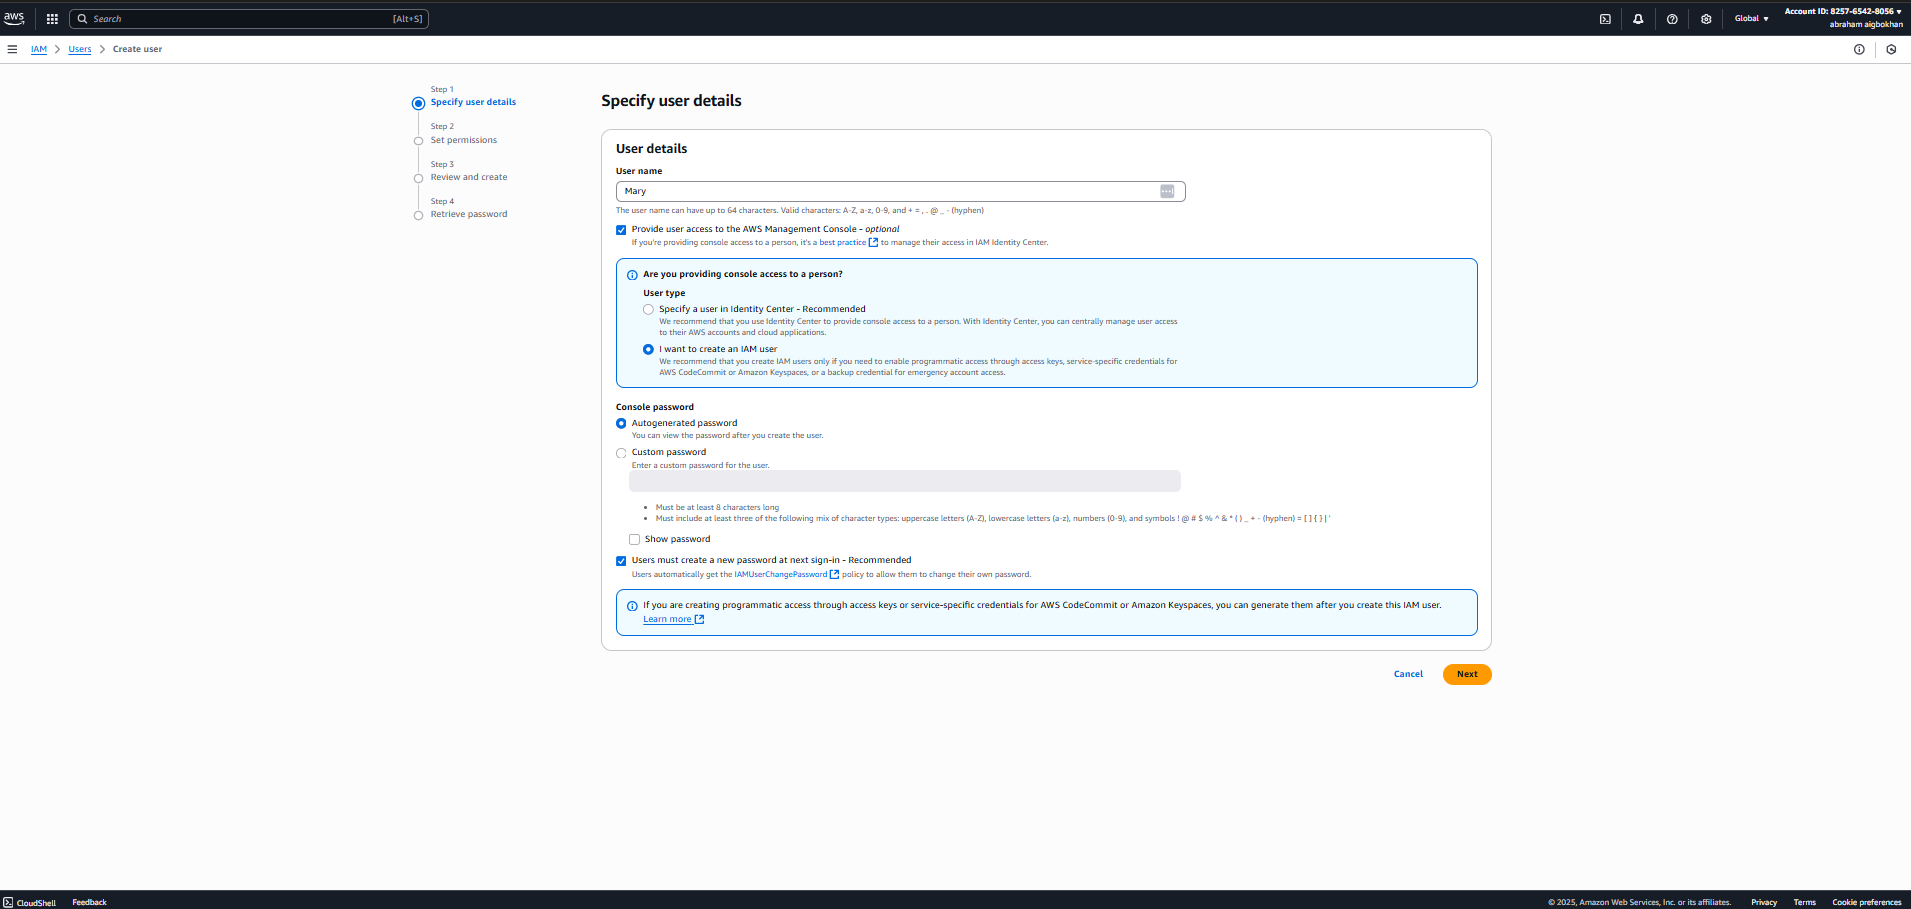 aws
Search
[Alt+S]
Global
Account ID: 8257-6542-8056
abraham aigbokhan
IAM
Users
Create user
Step 1
Specify user details
Step 2
Set permissions
Step 3
Review and create
Step 4
Retrieve password
Specify user details
User details
User name
Mary
The user name can have up to 64 characters. Valid characters: A-Z, a-z, 0-9, and + = , . @ _ - (hyphen)
Provide user access to the AWS Management Console - optional
If you're providing console access to a person, it's a best practice to manage their access in IAM Identity Center.
Are you providing console access to a person?
User type
Specify a user in Identity Center - Recommended
We recommend that you use Identity Center to provide console access to a person. With Identity Center, you can centrally manage user access
to their AWS accounts and cloud applications.
I want to create an IAM user
We recommend that you create IAM users only if you need to enable programmatic access through access keys, service-specific credentials for
AWS CodeCommit or Amazon Keyspaces, or a backup credential for emergency account access.
Console password
Autogenerated password
You can view the password after you create the user.
Custom password
Enter a custom password for the user.
• Must be at least 8 characters long
• Must include at least three of the following mix of character types: uppercase letters (A-Z), lowercase letters (a-z), numbers (0-9), and symbols ! @ # $ % ^ & * ( ) _ + - (hyphen) = [ ] { } | '
Show password
Users must create a new password at next sign-in - Recommended
Users automatically get the IAMUserChangePassword policy to allow them to change their own password.
If you are creating programmatic access through access keys or service-specific credentials for AWS CodeCommit or Amazon Keyspaces, you can generate them after you create this IAM user.
Learn more
Cancel
Next
CloudShell
Feedback
© 2025, Amazon Web Services, Inc. or its affiliates.
Privacy
Terms
Cookie preferences